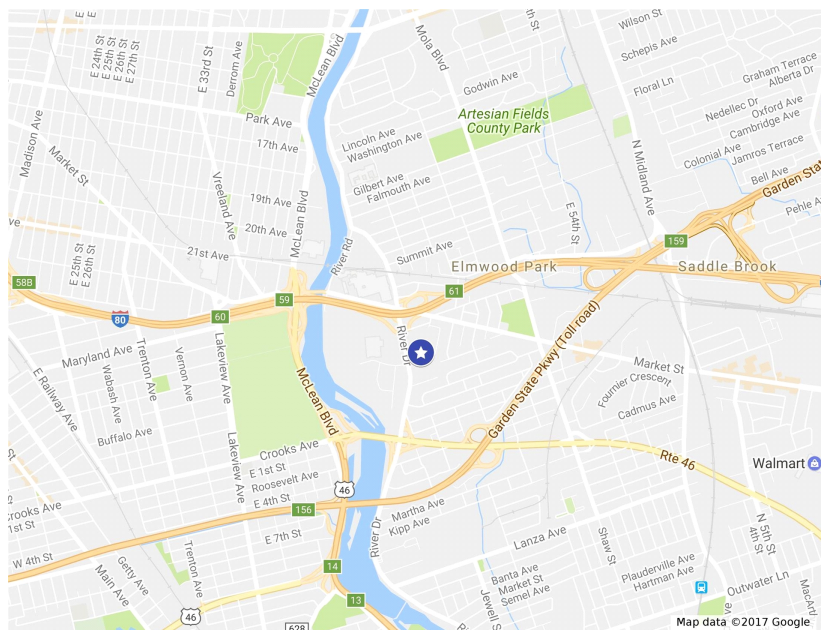 E 24th St
E 25th St
E 26th St
E 27th St
E 33rd St
Derrom Ave
McLean Blvd
Mola Blvd
Wilson St
Schepis Ave
Graham Terrace
Alberta Dr
Godwin Ave
Floral Ln
Nedellec Dr
Oxford Ave
Cambridge Ave
Artesian Fields
County Park
Park Ave
17th Ave
Lincoln Ave
Washington Ave
Colonial Ave
Jamros Terrace
Madison Ave
Market St
Gilbert Ave
Falmouth Ave
N Midland Ave
Bell Ave
Garden Stat
Vreeland Ave
19th Ave
20th Ave
McLean Blvd
E 54th St
Pehle A
21st Ave
River Rd
Summit Ave
159
E 25th St
E 26th St
Elmwood Park
Saddle Brook
58B
59
61
60
80
River Dr
Garden State Pkwy (Toll road)
Maryland Ave
Trenton Ave
Vernon Ave
Lakeview Ave
Market St
Fournier Crescent
Cadmus Ave
E Railway Ave
Wabash Ave
McLean Blvd
Buffalo Ave
Lakeview Ave
Crooks Ave
Rte 46
Walmart
E 1st St
Roosevelt Ave
E 4th St
46
156
Crooks Ave
1st St
Martha Ave
Kipp Ave
River Dr
E 7th St
Lanza Ave
Shaw St
N 5th St
4th St
W 4th St
Main Ave
Getty Ave
Trenton Ave
14
13
Banta Ave
Market St
Semel Ave
Jewell S
Plauderville Ave
Hartman Ave
Outwater Ln
MacArt
46
628
Map data ©2017 Google